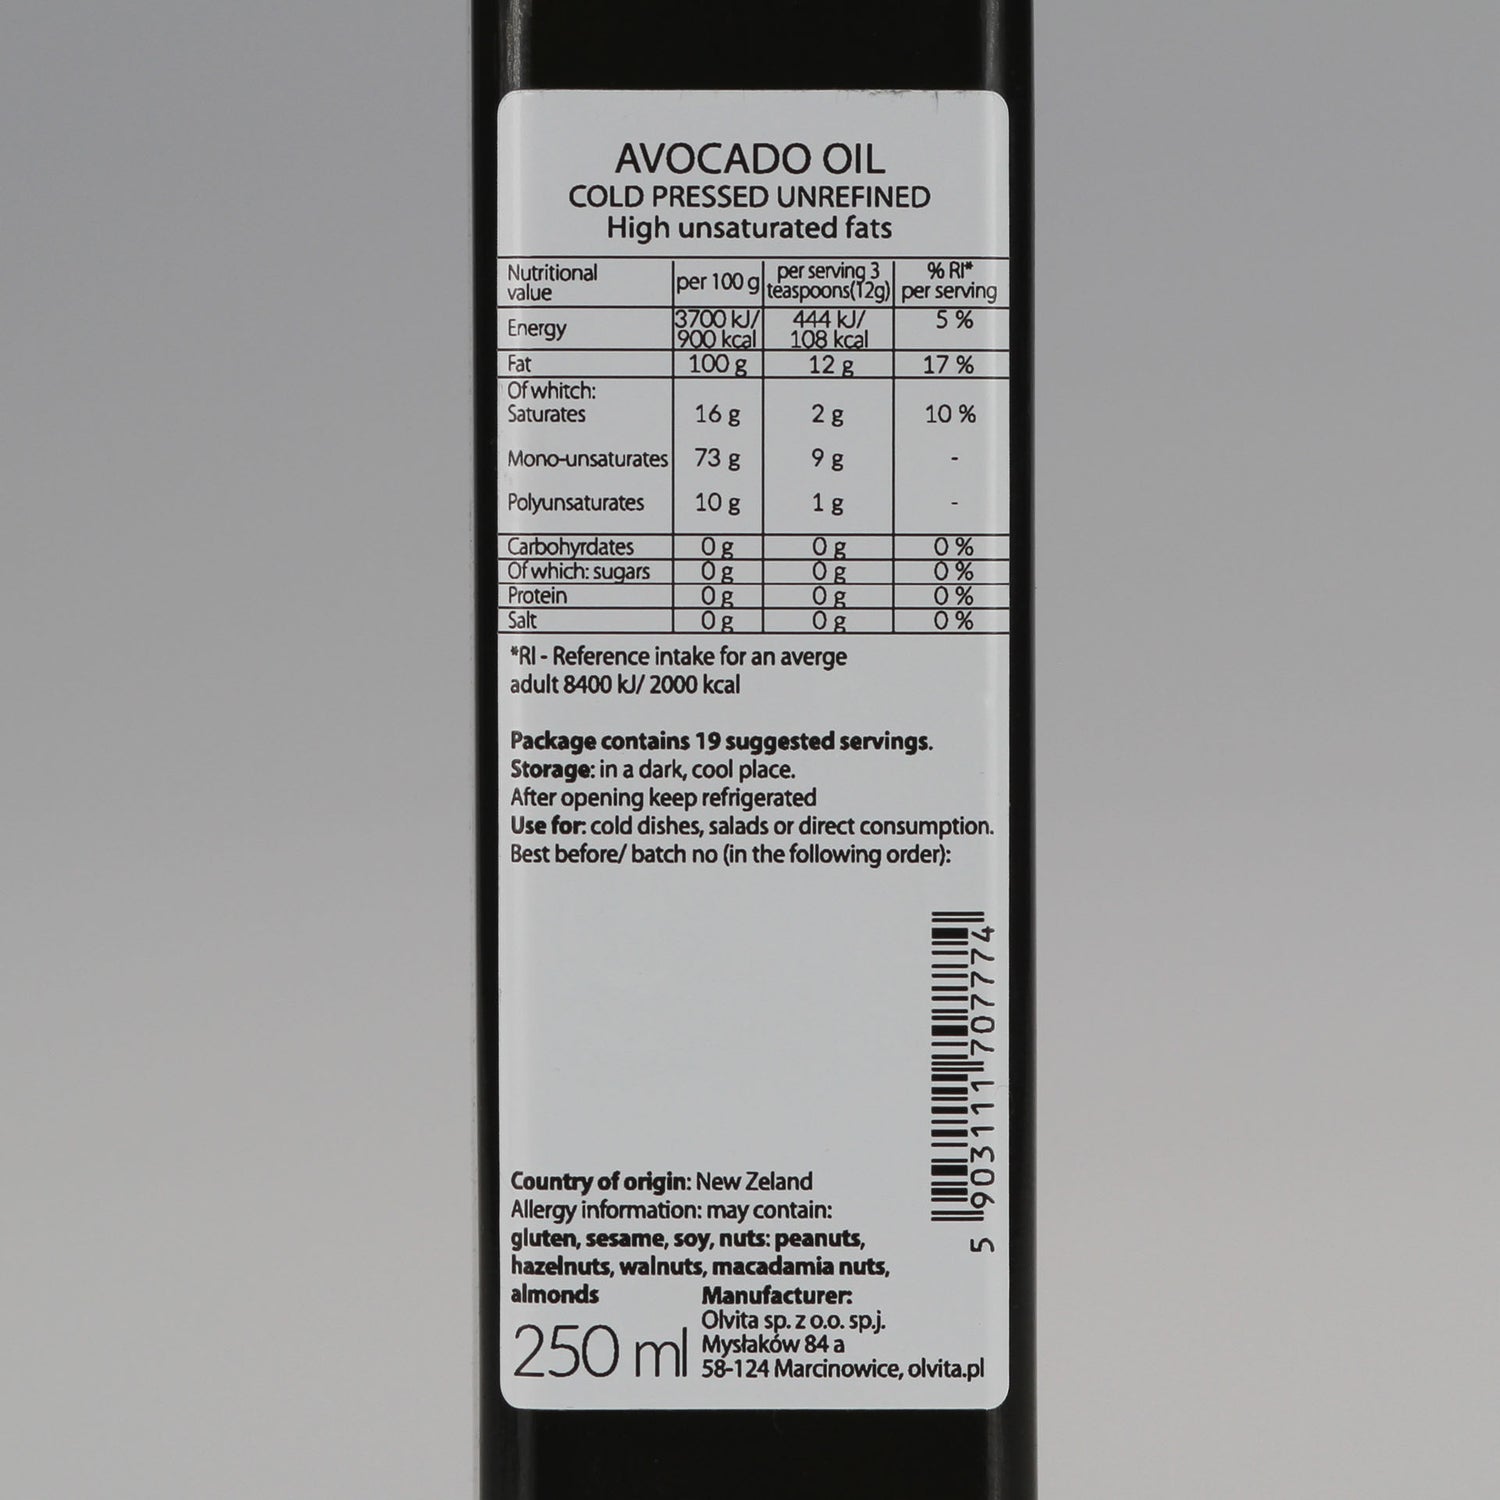 AVOCADO OIL
COLD PRESSED UNREFINED
High unsaturated fats
Nutritional value per 100 g per serving 3 teaspoons(12g) % RI* per serving
Energy 3700 kJ/ 900 kcal 444 kJ/ 108 kcal 5 %
Fat 100 g 12 g 17 %
Of whitch:
Saturates 16 g 2 g 10 %
Mono-unsaturates 73 g 9 g -
Polyunsaturates 10 g 1 g -
Carbohyrdates 0 g 0 g 0 %
Of which: sugars 0 g 0 g 0 %
Protein 0 g 0 g 0 %
Salt 0 g 0 g 0 %
*RI - Reference intake for an averge
adult 8400 kJ/ 2000 kcal
Package contains 19 suggested servings.
Storage: in a dark, cool place.
After opening keep refrigerated
Use for: cold dishes, salads or direct consumption.
Best before/ batch no (in the following order):
5 903111 707774
Country of origin: New Zeland
Allergy information: may contain:
gluten, sesame, soy, nuts: peanuts,
hazelnuts, walnuts, macadamia nuts,
almonds
250 ml
Manufacturer:
Olvita sp. z o.o. sp.j.
Mysłaków 84 a
58-124 Marcinowice, olvita.pl